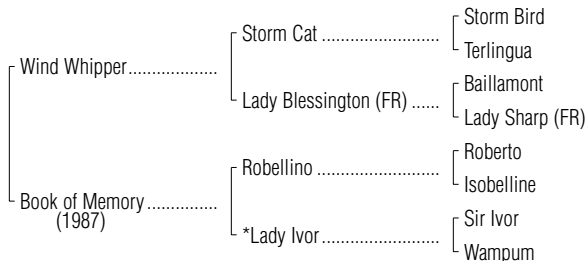 Storm Bird
Storm Cat ..........................
Terlingua
Wind Whipper....................
Baillamont
Lady Blessington (FR) ......
Lady Sharp (FR)
Roberto
Robellino ...........................
Isobelline
Book of Memory ................
(1987)
Sir Ivor
*Lady Ivor..........................
Wampum